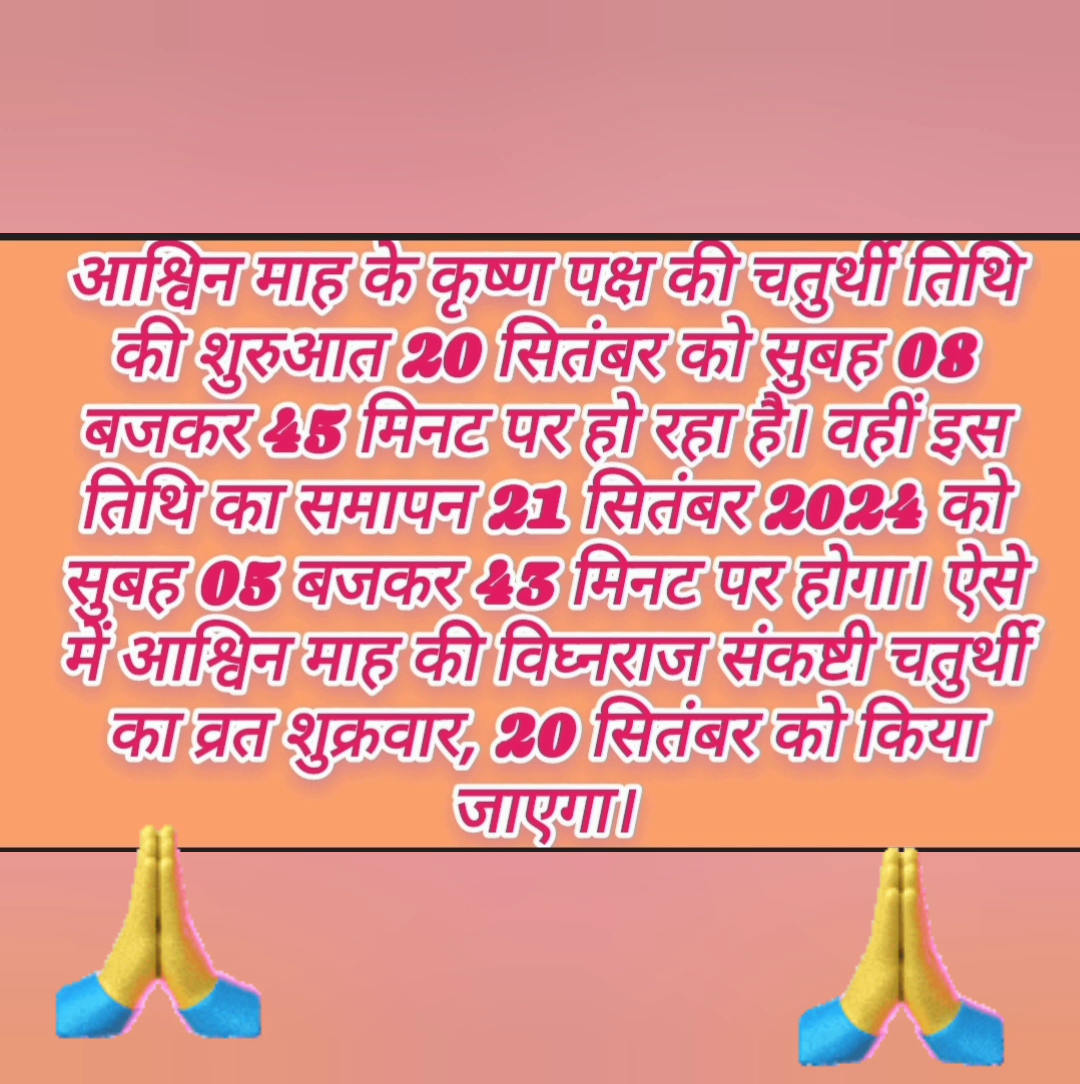 आश्विन माह के कृष्ण पक्ष की चतुर्थी तिथि
की शुरुआत 20 सितंबर को सुबह 08
बजकर 45 मिनट पर हो रहा है। वहीं इस
तिथि का समापन 21 सितंबर 2024 को
सुबह 05 बजकर 43 मिनट पर होगा। ऐसे
में आश्विन माह की विघ्नराज संकष्टी चतुर्थी
का व्रत शुक्रवार, 20 सितंबर को किया
जाएगा।